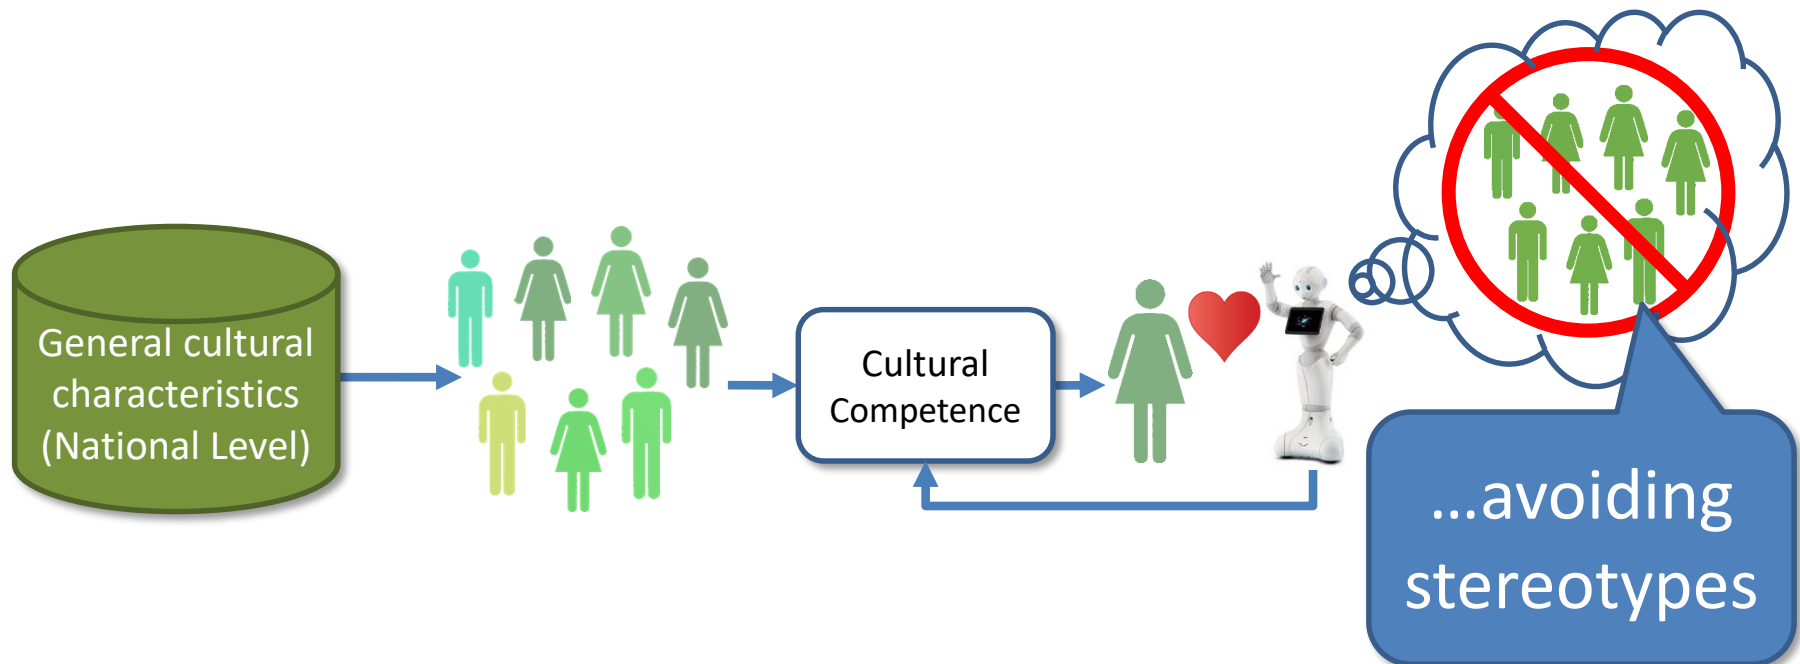 General cultural
characteristics
(National Level)
Cultural
Competence
...avoiding
stereotypes